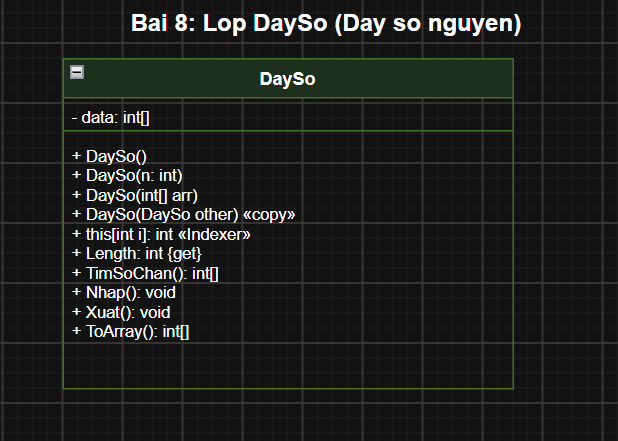 Bai 8: Lop DaySo (Day so nguyen)
DaySo
- data: int[]
+ DaySo()
+ DaySo(n: int)
+ DaySo(int[] arr)
+ DaySo(DaySo other) «copy»
+ this[int i]: int «Indexer»
+ Length: int {get}
+ TimSoChan(): int[]
+ Nhap(): void
+ Xuat(): void
+ ToArray(): int[]